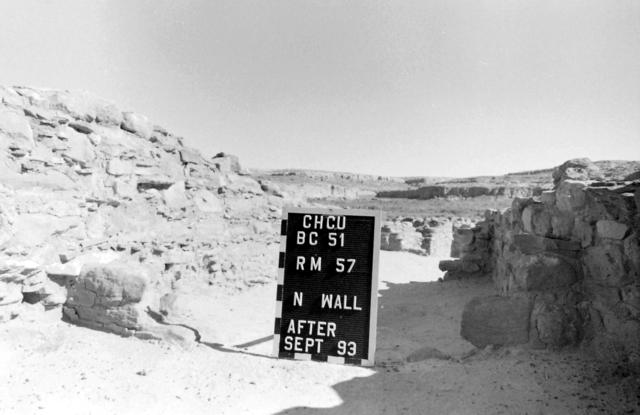 CHCU
BC 51
RM 57
N WALL
AFTER
SEPT 93